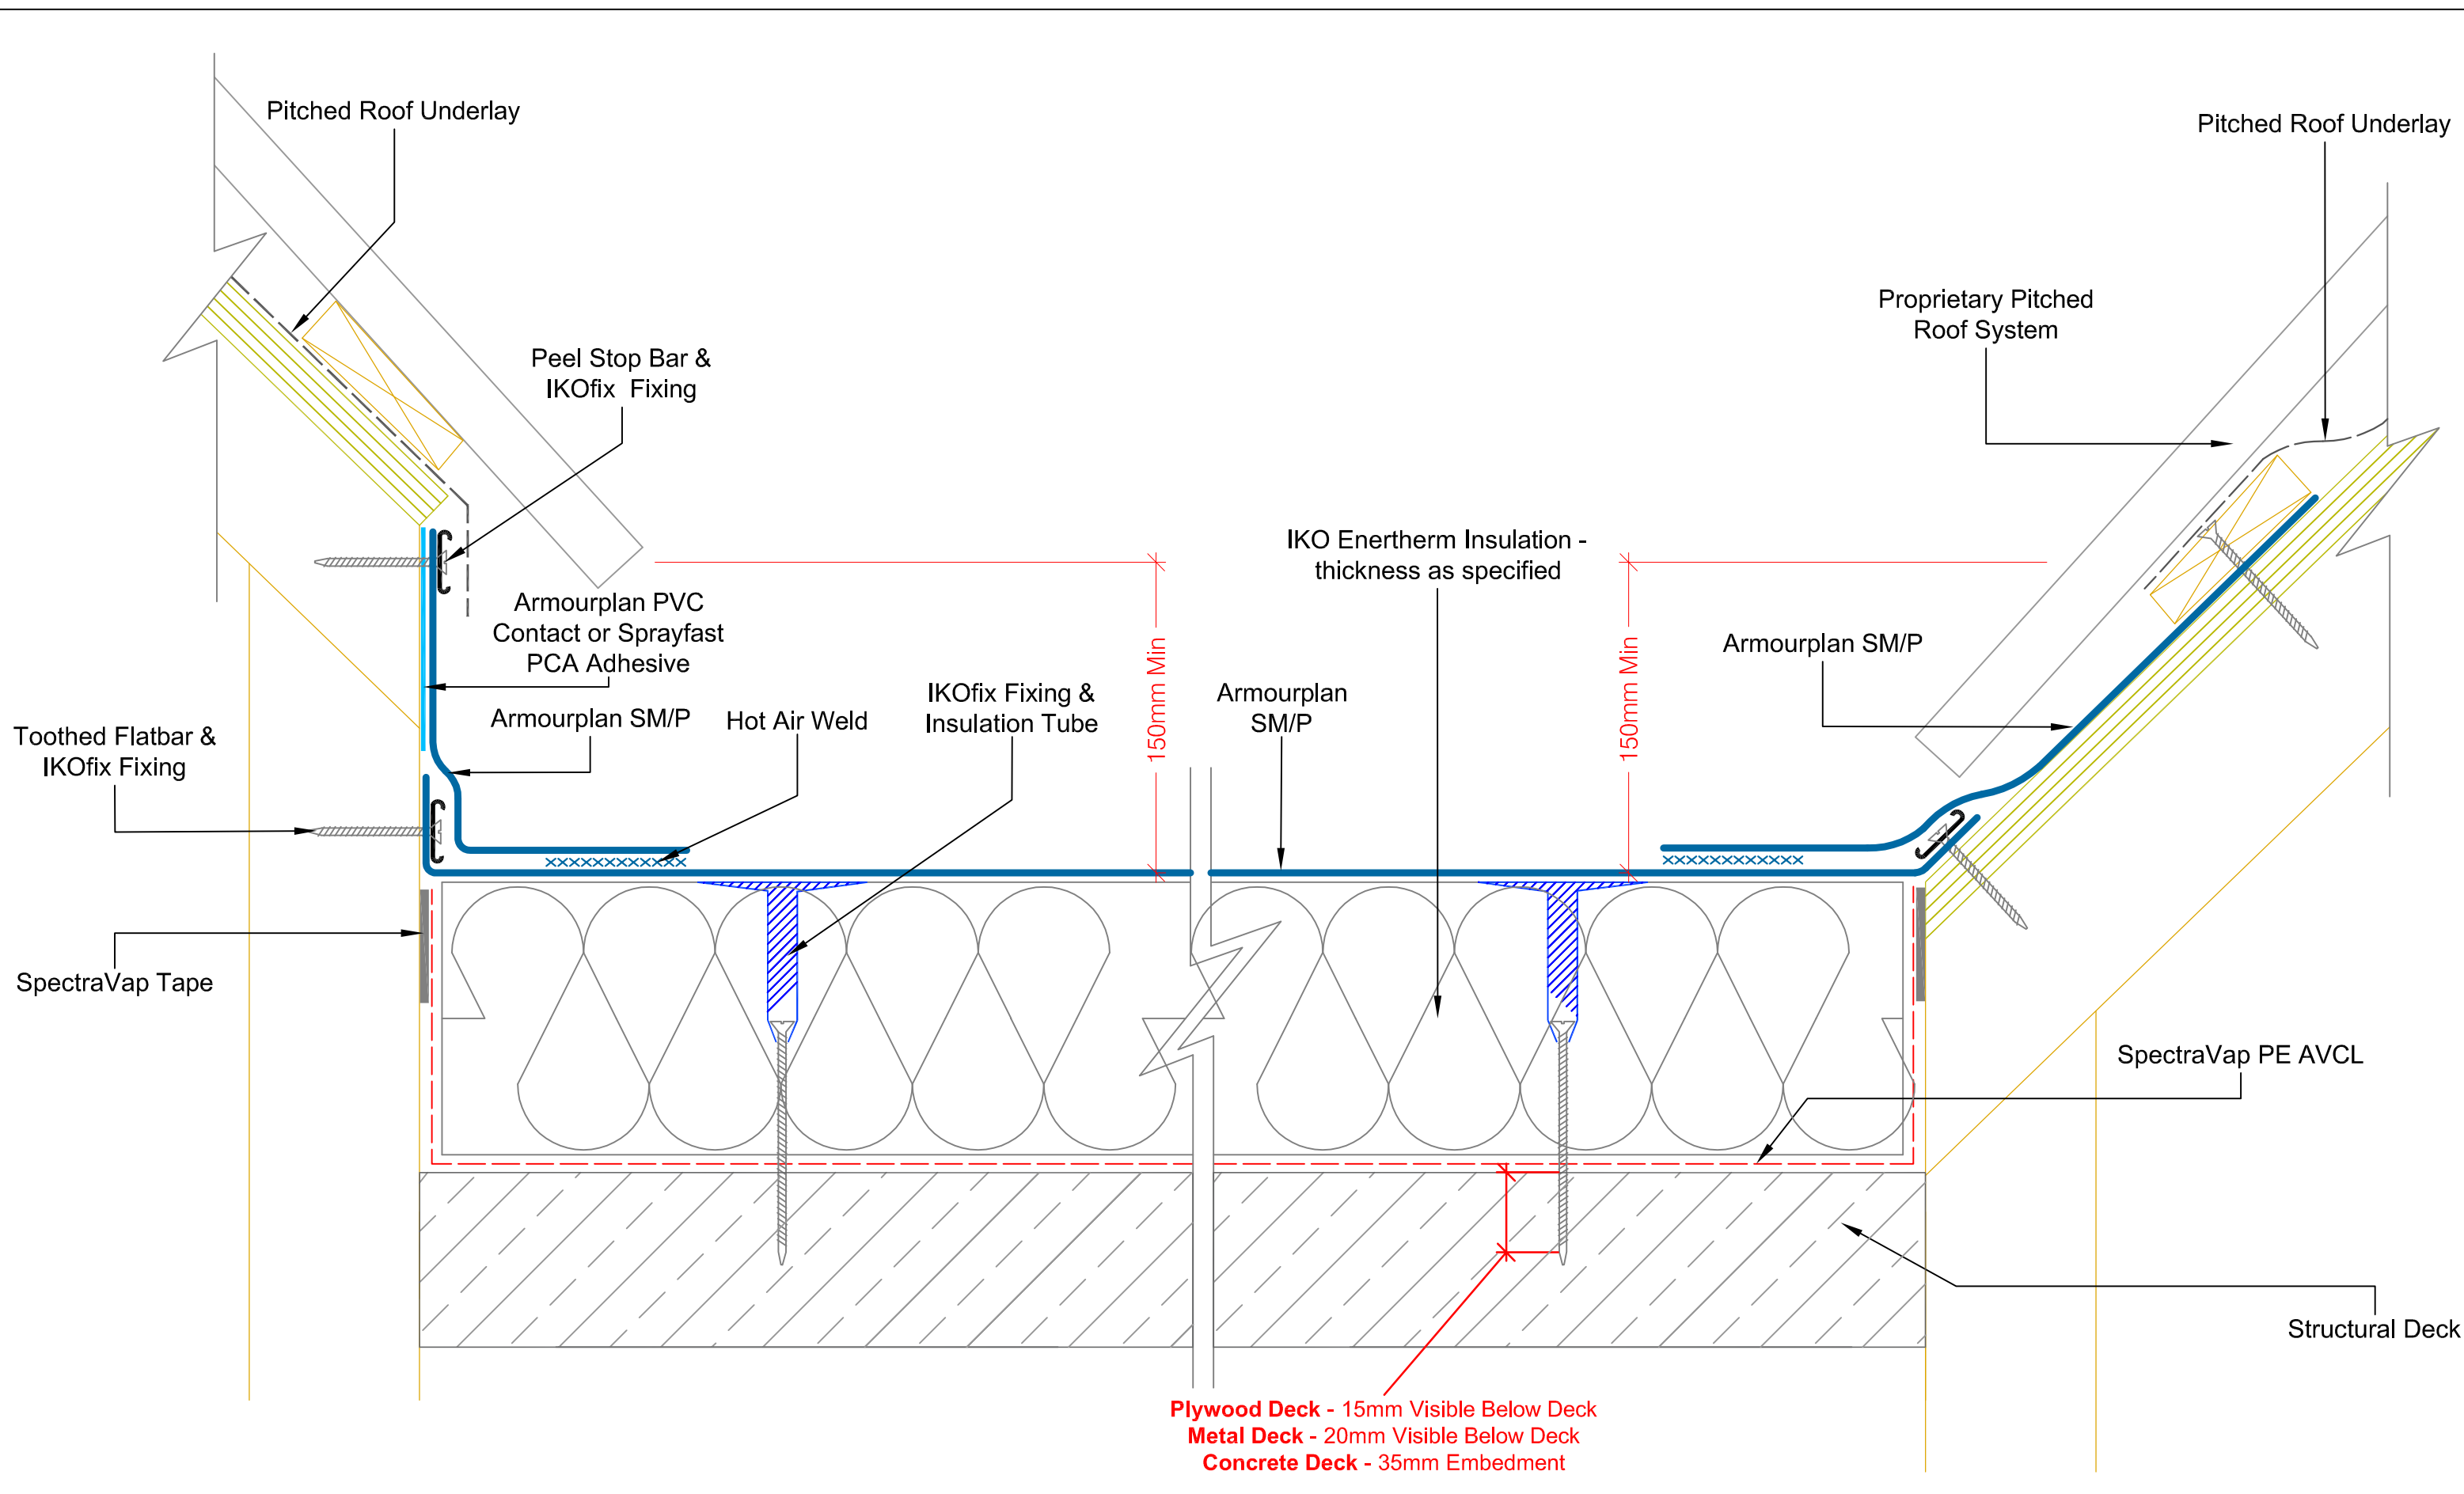 Pitched Roof Underlay
Pitched Roof Underlay
Proprietary Pitched
Roof System
Peel Stop Bar &
IKOfix Fixing
IKO Enertherm Insulation -
thickness as specified
Armourplan PVC
Contact or Sprayfast
PCA Adhesive
Armourplan SM/P
Hot Air Weld
IKOfix Fixing &
Insulation Tube
150mm Min
Armourplan
SM/P
150mm Min
Armourplan SM/P
Toothed Flatbar &
IKOfix Fixing
SpectraVap Tape
SpectraVap PE AVCL
Structural Deck
Plywood Deck - 15mm Visible Below Deck
Metal Deck - 20mm Visible Below Deck
Concrete Deck - 35mm Embedment